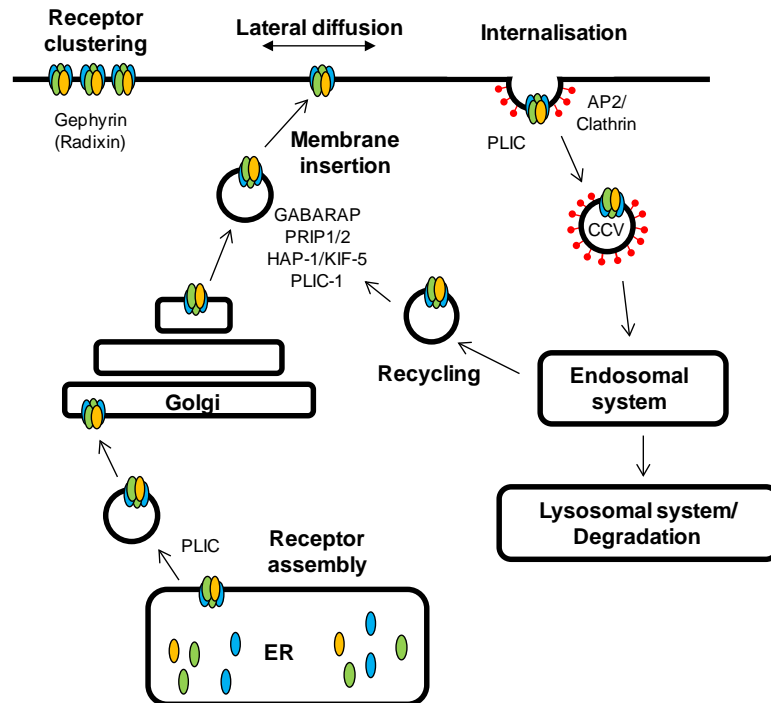 Receptor
clustering
Lateral diffusion
Internalisation
Gephyrin
(Radixin)
AP2/
Clathrin
PLIC
Membrane
insertion
CCV
GABARAP
PRIP1/2
HAP-1/KIF-5
PLIC-1
Recycling
Endosomal
system
Golgi
Lysosomal system/
Degradation
PLIC
Receptor
assembly
ER